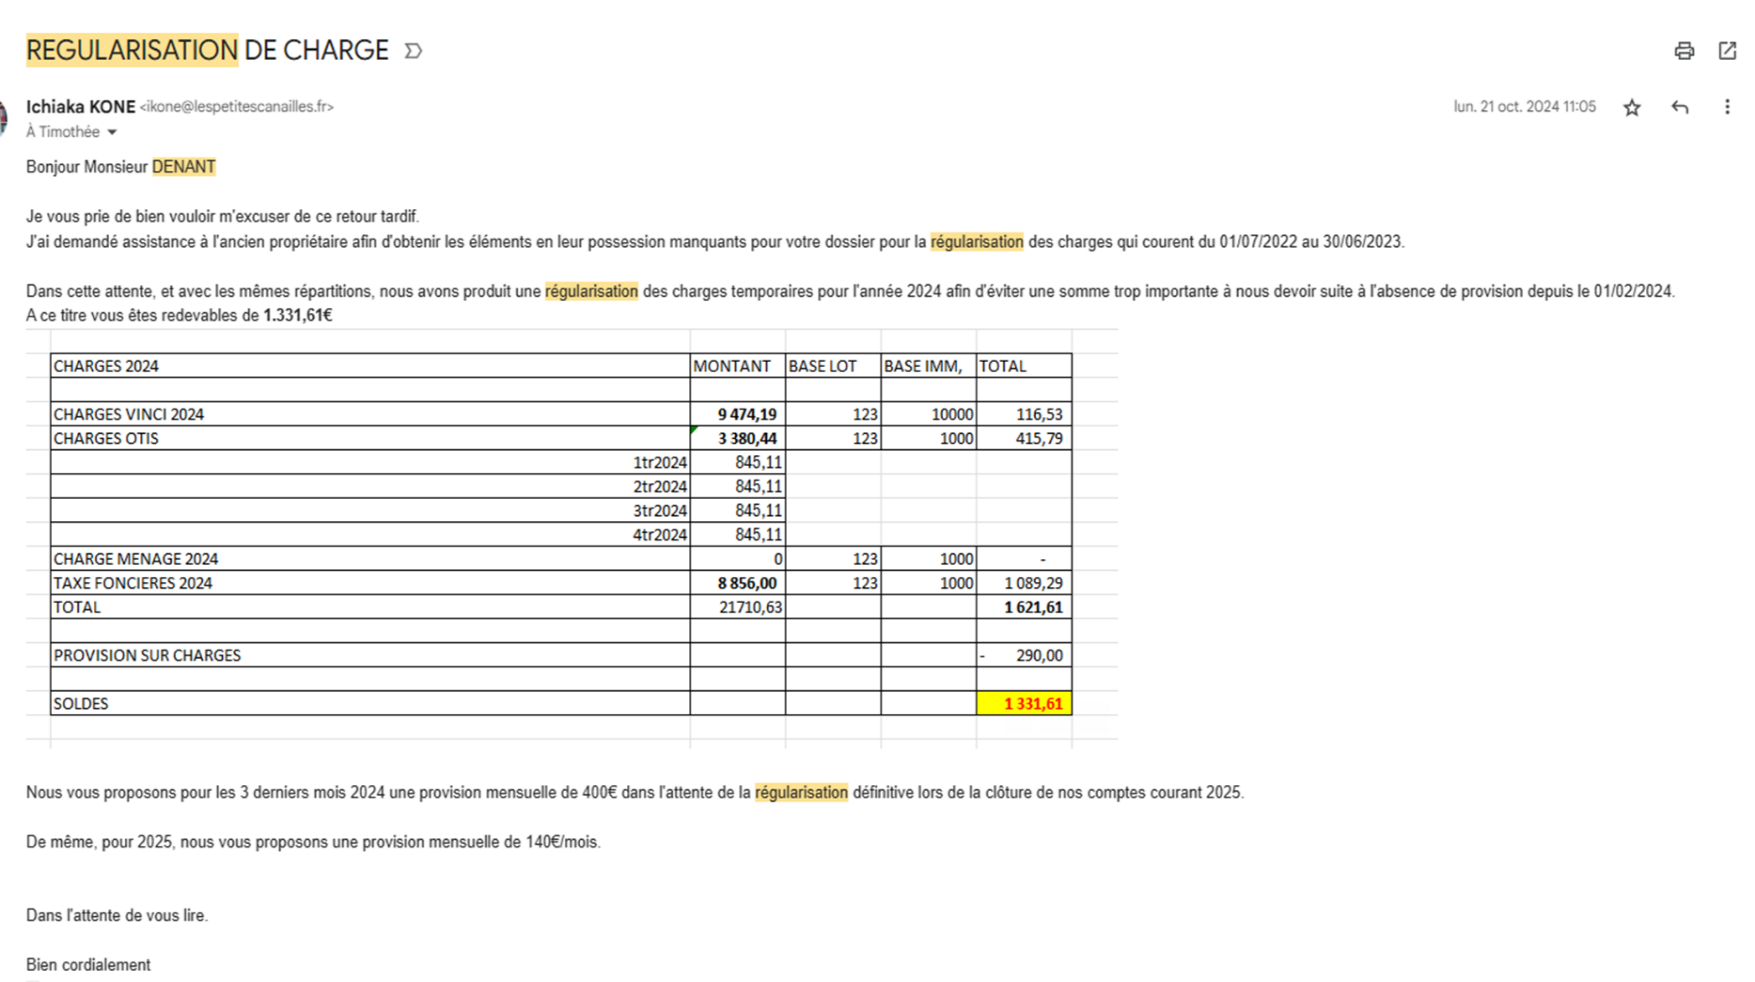 REGULARISATION DE CHARGE
Ichiaka KONE <ikone@lespetitescanailles.fr>
lun. 21 oct. 2024 11:05
À Timothée
Bonjour Monsieur DENANT
Je vous prie de bien vouloir m'excuser de ce retour tardif.
J'ai demandé assistance à l'ancien propriétaire afin d'obtenir les éléments en leur possession manquants pour votre dossier pour la régularisation des charges qui courent du 01/07/2022 au 30/06/2023.
Dans cette attente, et avec les mêmes répartitions, nous avons produit une régularisation des charges temporaires pour l'année 2024 afin d'éviter une somme trop importante à nous devoir suite à l'absence de provision depuis le 01/02/2024.
A ce titre vous êtes redevables de 1.331,61€
CHARGES 2024 MONTANT BASE LOT BASE IMM, TOTAL
CHARGES VINCI 2024 9 474,19 123 10000 116,53
CHARGES OTIS 3 380,44 123 1000 415,79
1tr2024 845,11
2tr2024 845,11
3tr2024 845,11
4tr2024 845,11
CHARGE MENAGE 2024 0 123 1000 -
TAXE FONCIERES 2024 8 856,00 123 1000 1 089,29
TOTAL 21710,63 1 621,61
PROVISION SUR CHARGES - 290,00
SOLDES 1 331,61
Nous vous proposons pour les 3 derniers mois 2024 une provision mensuelle de 400€ dans l'attente de la régularisation définitive lors de la clôture de nos comptes courant 2025.
De même, pour 2025, nous vous proposons une provision mensuelle de 140€/mois.
Dans l'attente de vous lire.
Bien cordialement